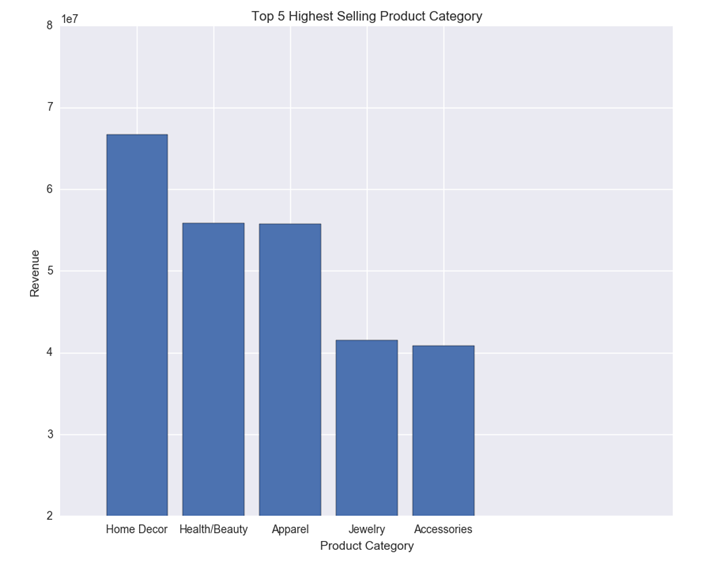 Top 5 Highest Selling Product Category
1e7
8
7
6
5
4
3
2
Revenue
Home Decor Health/Beauty Apparel Jewelry Accessories
Product Category